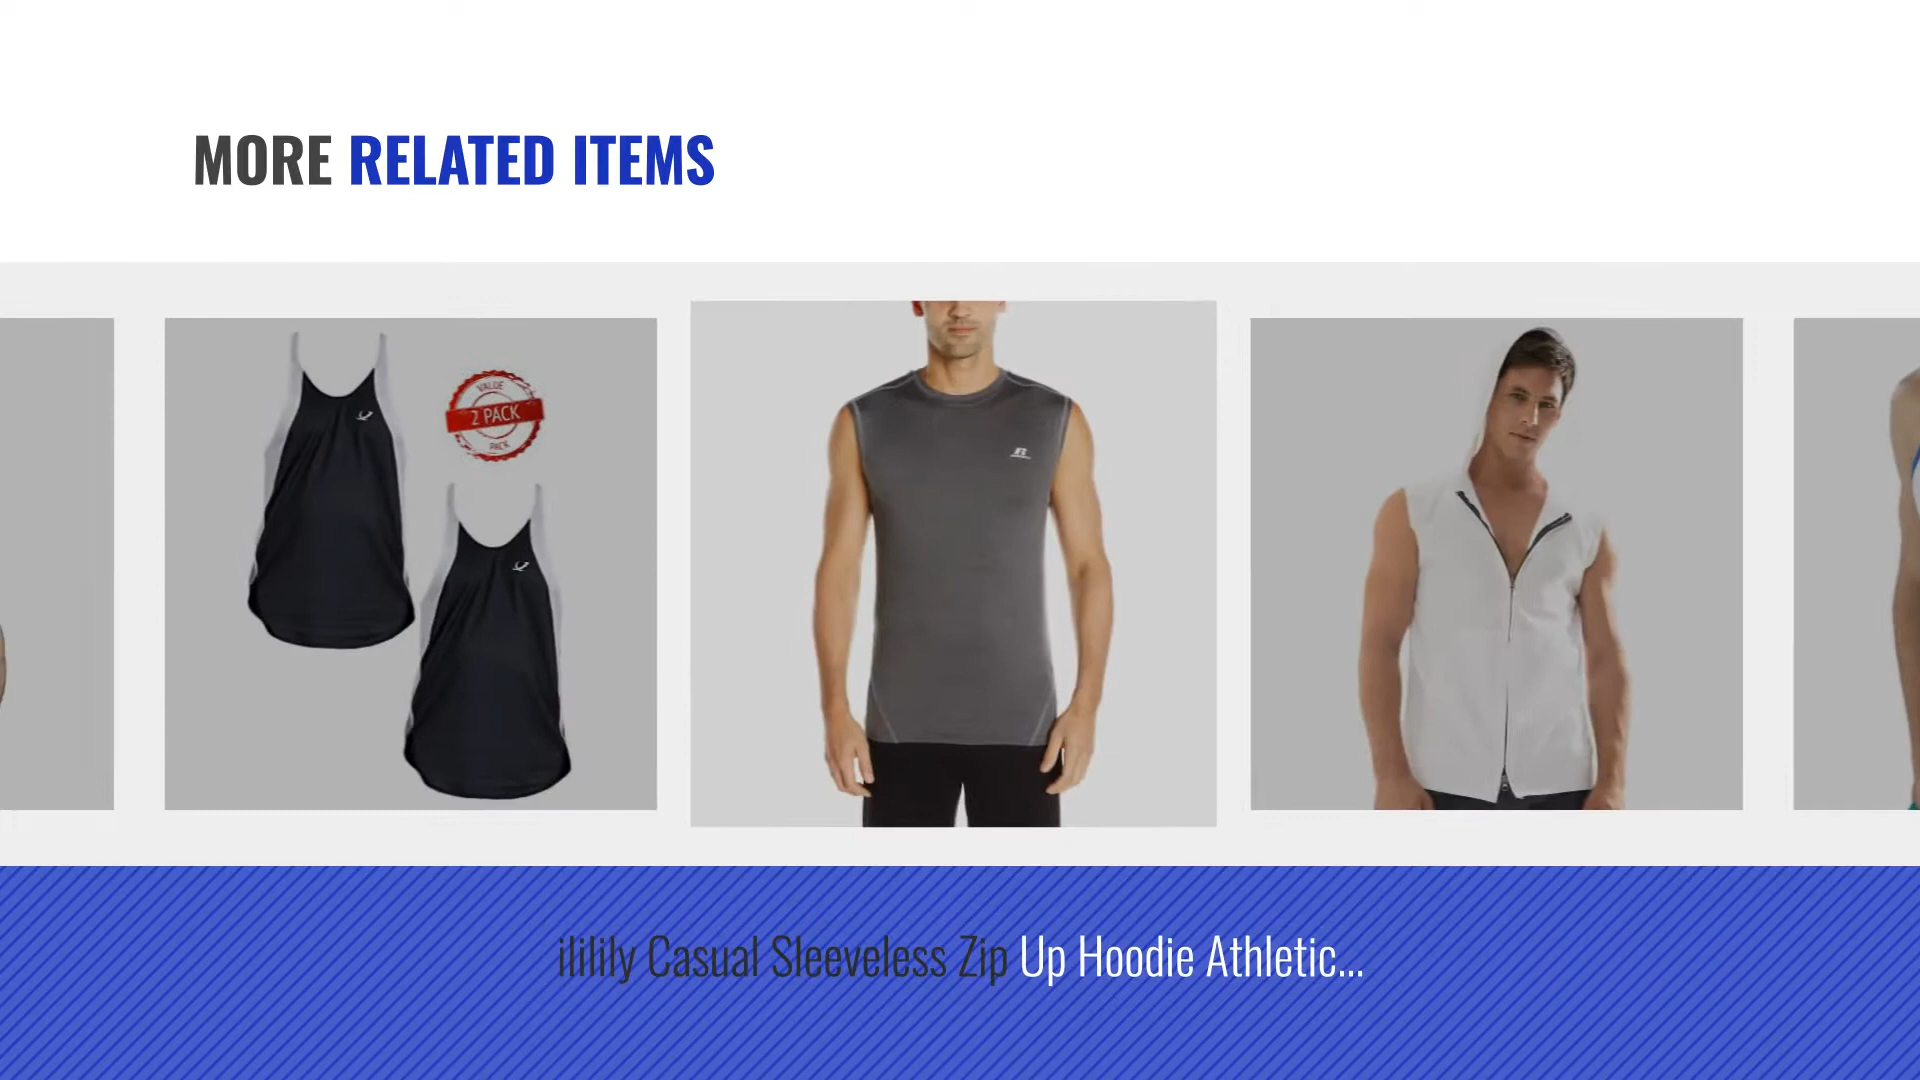 MORE RELATED ITEMS
VALUE
2 PACK
PACK
ililily Casual Sleeveless Zip Up Hoodie Athletic...